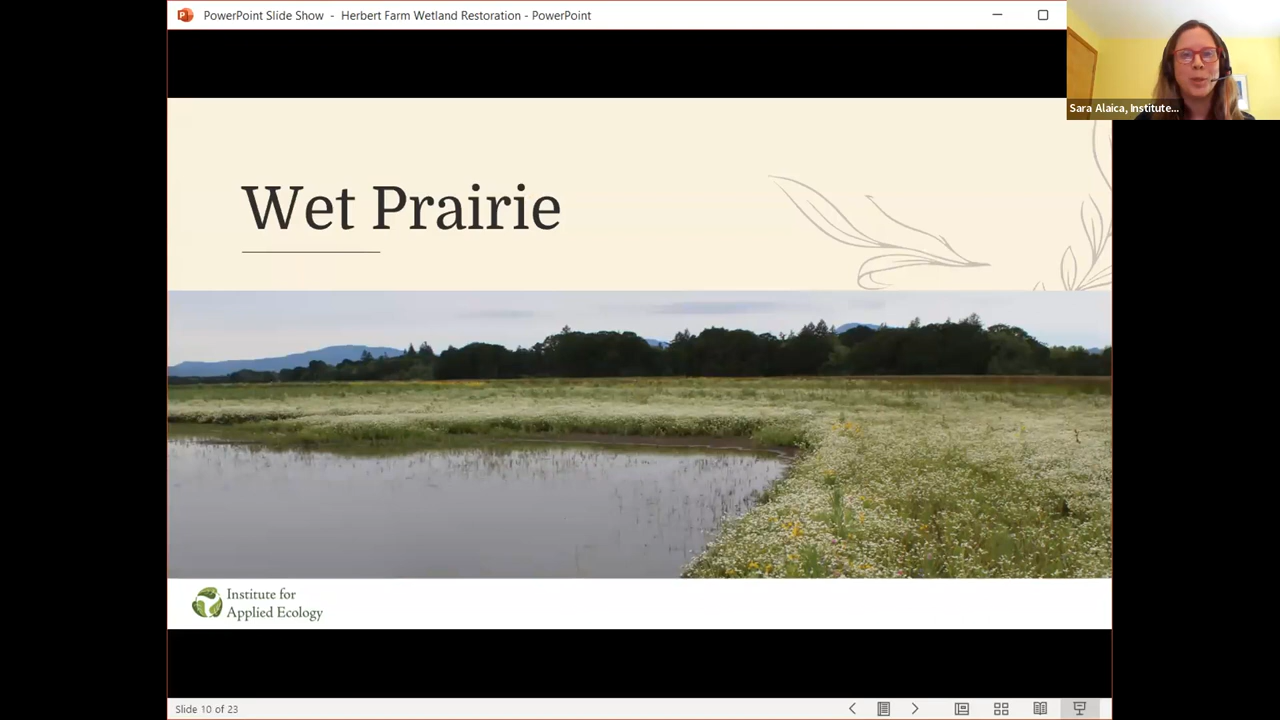 PowerPoint Slide Show - Herbert Farm Wetland Restoration - PowerPoint
Sara Alaica, Institute...
Wet Prairie
Institute for
Applied Ecology
Slide 10 of 23